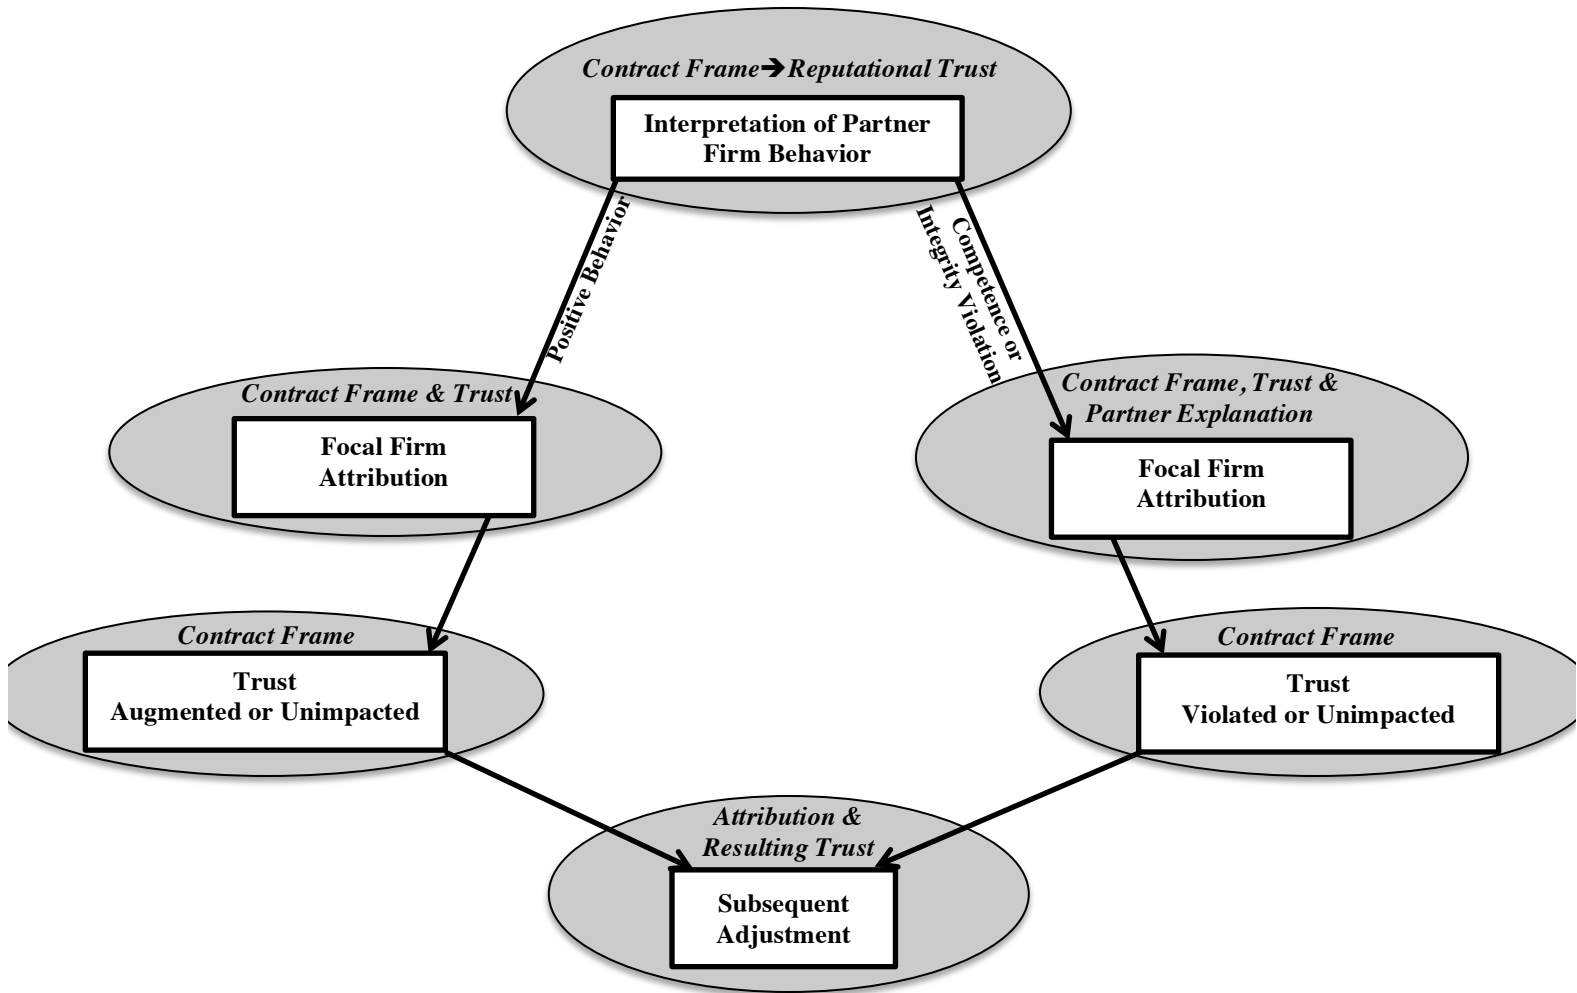 Contract Frame➔Reputational Trust
Interpretation of Partner
Firm Behavior
Positive Behavior
Competence or
Integrity Violation
Contract Frame & Trust
Focal Firm
Attribution
Contract Frame, Trust &
Partner Explanation
Focal Firm
Attribution
Contract Frame
Trust
Augmented or Unimpacted
Contract Frame
Trust
Violated or Unimpacted
Attribution &
Resulting Trust
Subsequent
Adjustment